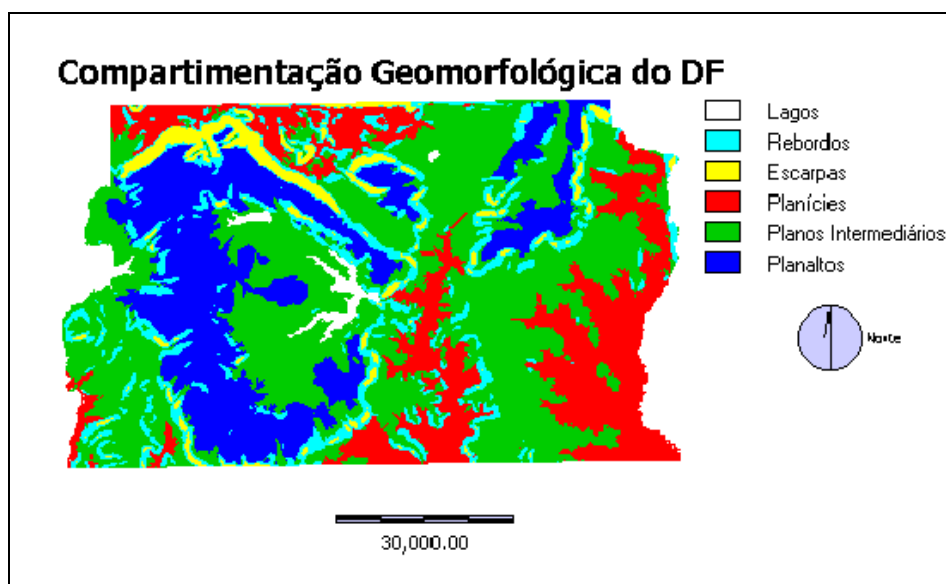 Compartimentação Geomorfológica do DF
Lagos
Rebordos
Escarpas
Planícies
Planos Intermediários
Planaltos
Norte
30,000.00